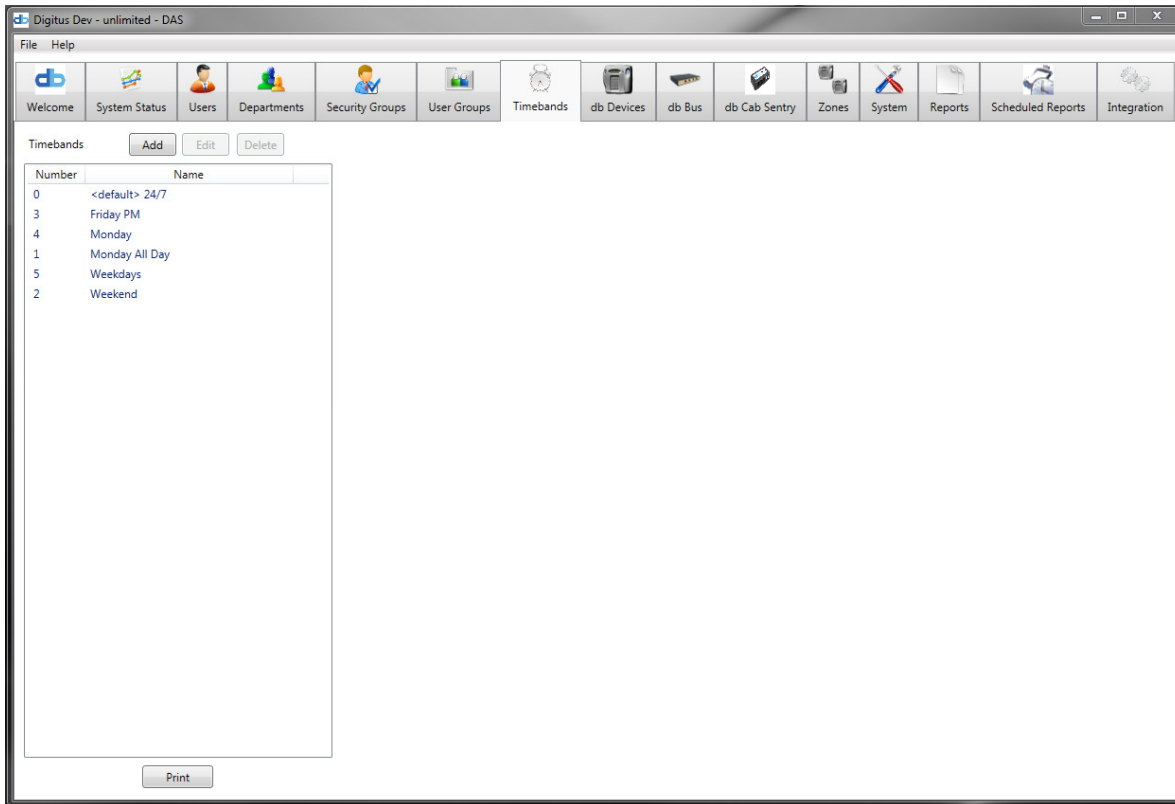 db Digitus Dev - unlimited - DAS
File Help
db
Welcome System Status Users Departments Security Groups User Groups Timebands db Devices db Bus db Cab Sentry Zones System Reports Scheduled Reports Integration
Timebands Add Edit Delete
Number Name
0 <default> 24/7
3 Friday PM
4 Monday
1 Monday All Day
5 Weekdays
2 Weekend
Print